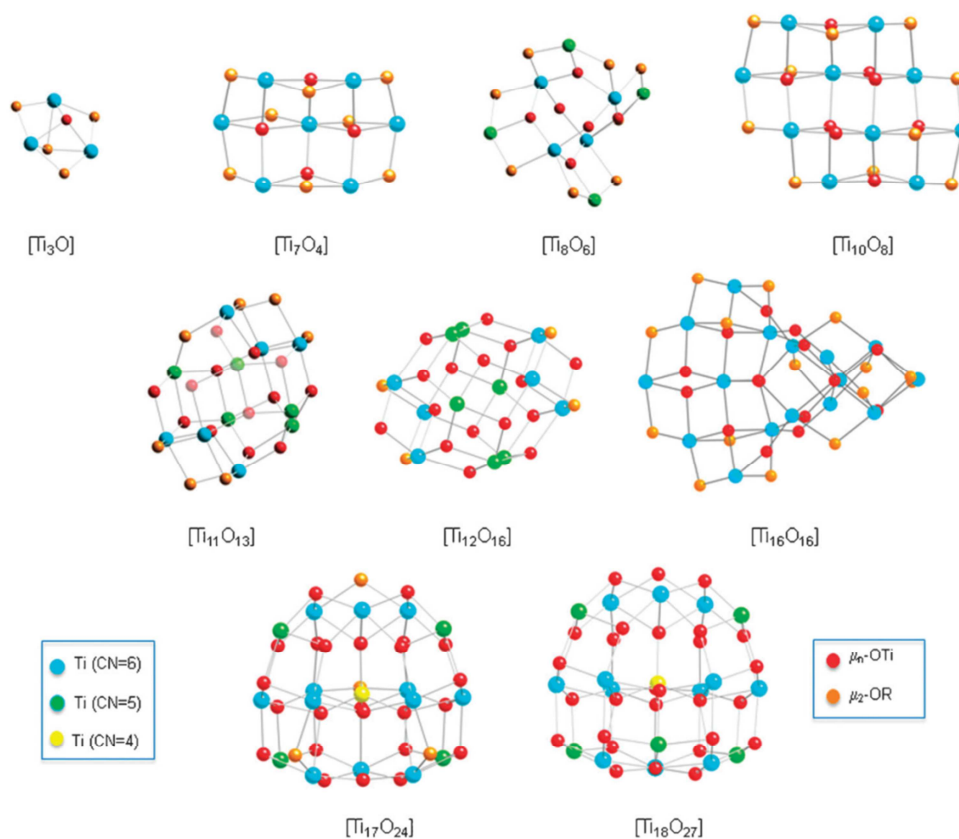 [Ti₃O]
[Ti₇O₄]
[Ti₈O₆]
[Ti₁₀O₈]
[Ti₁₁O₁₃]
[Ti₁₂O₁₆]
[Ti₁₆O₁₆]
Ti (CN=6)
Ti (CN=5)
Ti (CN=4)
μₙ-OTi
μ₂-OR
[Ti₁₇O₂₄]
[Ti₁₈O₂₇]